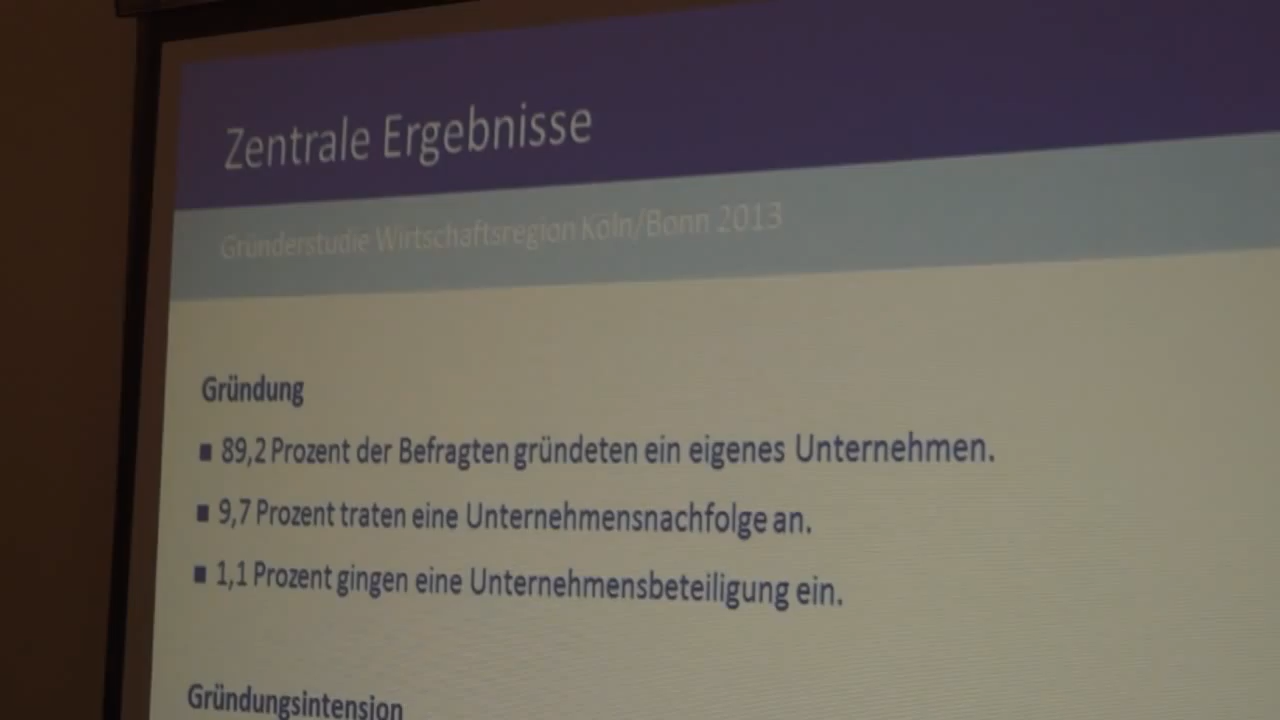 Zentrale Ergebnisse
Gründerstudie Wirtschaftsregion Köln/Bonn 2013
Gründung
■ 89,2 Prozent der Befragten gründeten ein eigenes Unternehmen.
■ 9,7 Prozent traten eine Unternehmensnachfolge an.
■ 1,1 Prozent gingen eine Unternehmensbeteiligung ein.
Gründungsintension